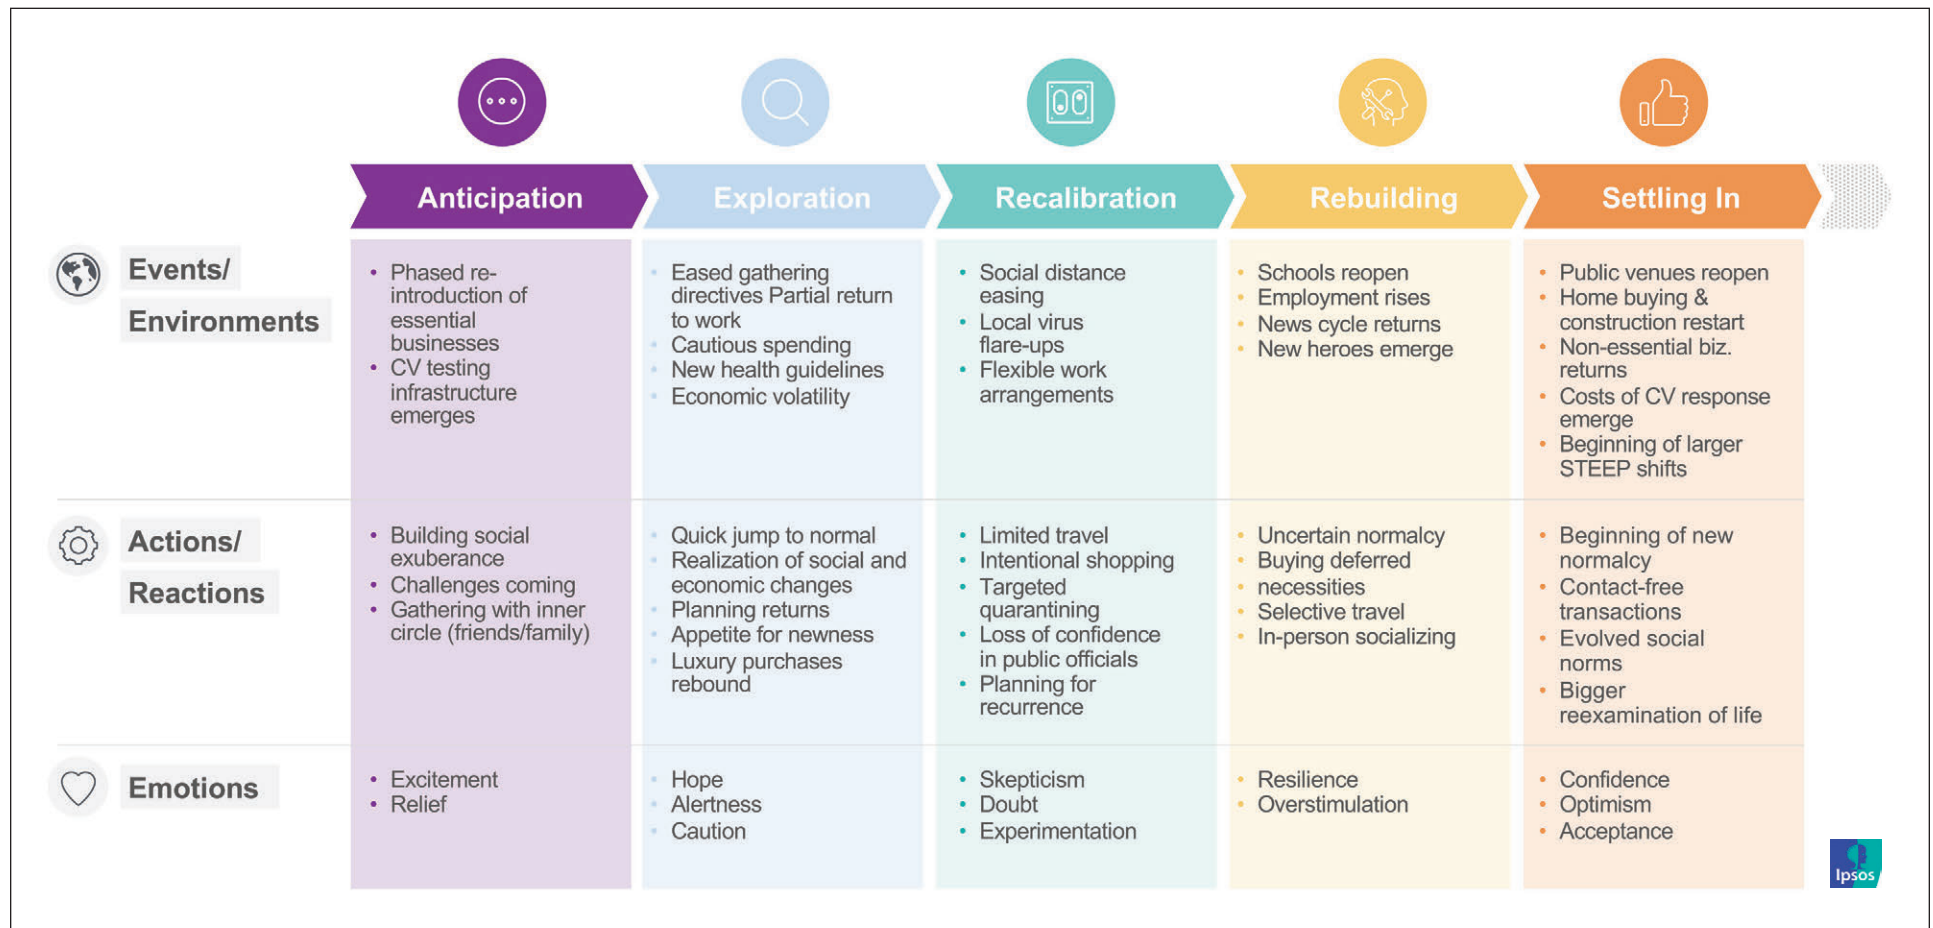 Anticipation
Exploration
Recalibration
Rebuilding
Settling In
Events/
Environments
• Phased re-
introduction of
essential
businesses
• CV testing
infrastructure
emerges
• Eased gathering
directives Partial return
to work
• Cautious spending
• New health guidelines
• Economic volatility
• Social distance
easing
• Local virus
flare-ups
• Flexible work
arrangements
• Schools reopen
• Employment rises
• News cycle returns
• New heroes emerge
• Public venues reopen
• Home buying &
construction restart
• Non-essential biz.
returns
• Costs of CV response
emerge
• Beginning of larger
STEEP shifts
Actions/
Reactions
• Building social
exuberance
• Challenges coming
• Gathering with inner
circle (friends/family)
• Quick jump to normal
• Realization of social and
economic changes
• Planning returns
• Appetite for newness
• Luxury purchases
rebound
• Limited travel
• Intentional shopping
• Targeted
quarantining
• Loss of confidence
in public officials
• Planning for
recurrence
• Uncertain normalcy
• Buying deferred
• necessities
• Selective travel
• In-person socializing
• Beginning of new
normalcy
• Contact-free
transactions
• Evolved social
norms
• Bigger
reexamination of life
Emotions
• Excitement
• Relief
• Hope
• Alertness
• Caution
• Skepticism
• Doubt
• Experimentation
• Resilience
• Overstimulation
• Confidence
• Optimism
• Acceptance
Ipsos